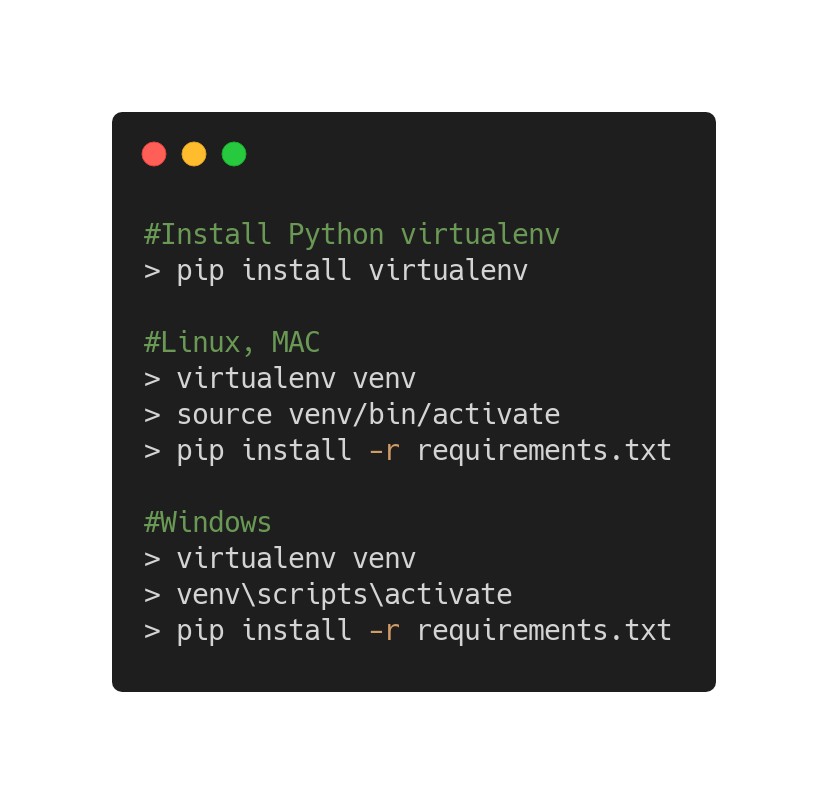 #Install Python virtualenv
> pip install virtualenv
#Linux, MAC
> virtualenv venv
> source venv/bin/activate
> pip install -r requirements.txt
#Windows
> virtualenv venv
> venv\scripts\activate
> pip install -r requirements.txt